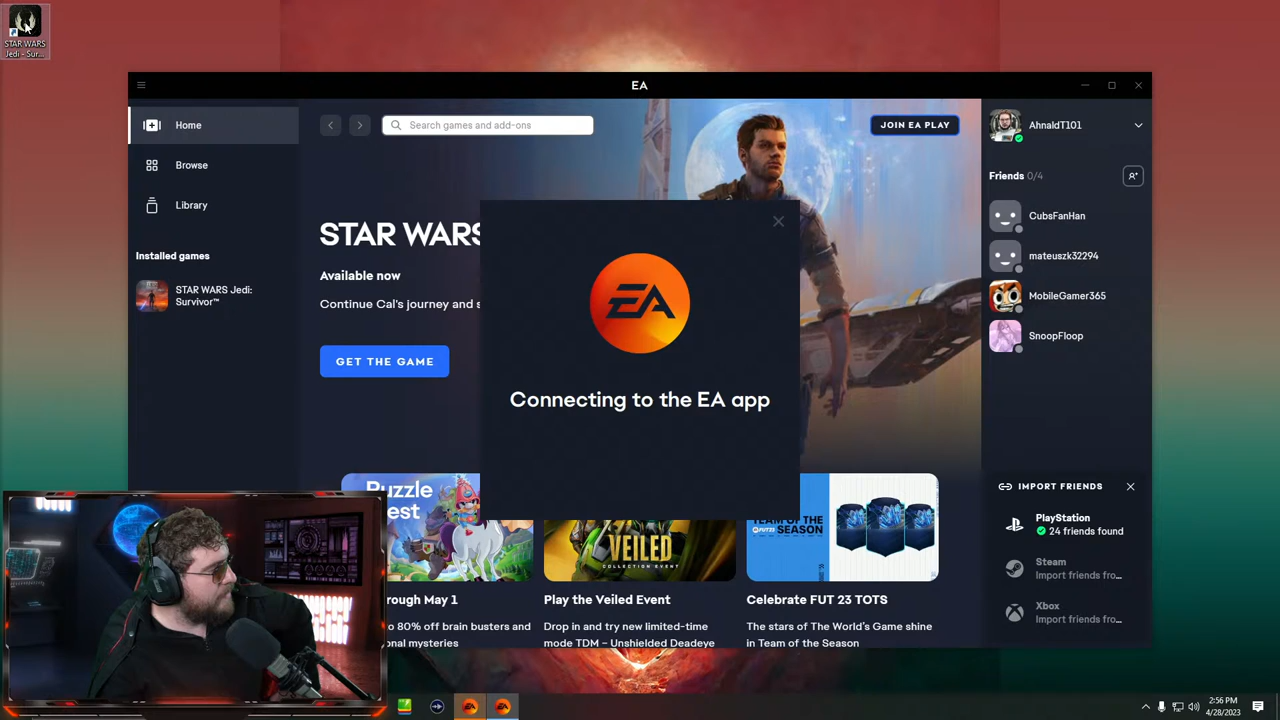 STAR WARS
Jedi - Sur...
EA
Home
Browse
Library
Installed games
STAR WARS Jedi:
Survivor™
Search games and add-ons
JOIN EA PLAY
STAR WARS
Available now
Continue Cal's journey and s
GET THE GAME
EA
Connecting to the EA app
AhnaldT101
Friends 0/4
CubsFanHan
mateuszk32294
MobileGamer365
SnoopFloop
IMPORT FRIENDS
PlayStation
24 friends found
Steam
Import friends fro...
Xbox
Import friends fro...
Puzzle
est
rough May 1
o 80% off brain busters and
onal mysteries
VEILED
COLLECTION EVENT
Play the Veiled Event
Drop in and try new limited-time
mode TDM – Unshielded Deadeye
TEAM OF THE
SEASON
Celebrate FUT 23 TOTS
The stars of The World's Game shine
in Team of the Season
2:56 PM
4/28/2023